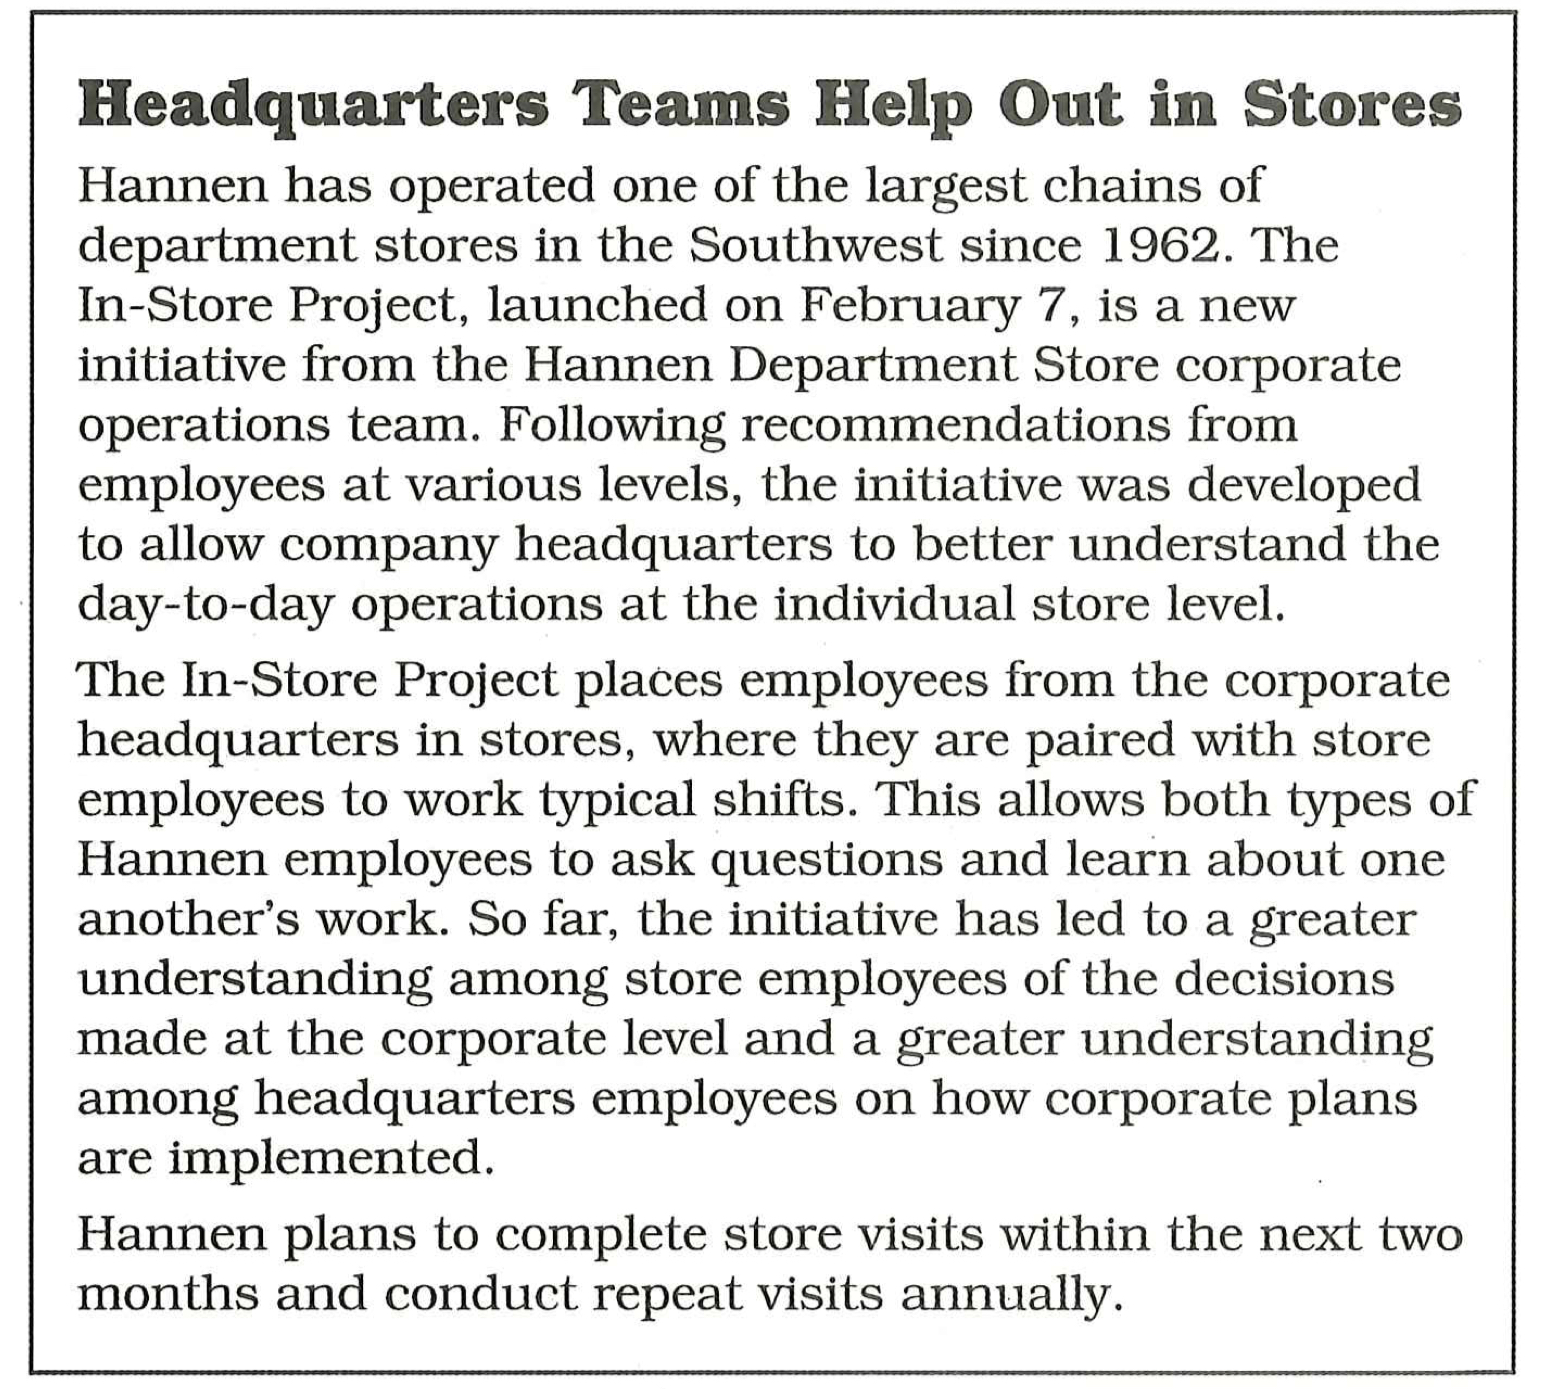 Headquarters Teams Help Out in Stores
Hannen has operated one of the largest chains of
department stores in the Southwest since 1962. The
In-Store Project, launched on February 7, is a new
initiative from the Hannen Department Store corporate
operations team. Following recommendations from
employees at various levels, the initiative was developed
to allow company headquarters to better understand the
day-to-day operations at the individual store level.
The In-Store Project places employees from the corporate
headquarters in stores, where they are paired with store
employees to work typical shifts. This allows both types of
Hannen employees to ask questions and learn about one
another's work. So far, the initiative has led to a greater
understanding among store employees of the decisions
made at the corporate level and a greater understanding
among headquarters employees on how corporate plans
are implemented.
Hannen plans to complete store visits within the next two
months and conduct repeat visits annually.